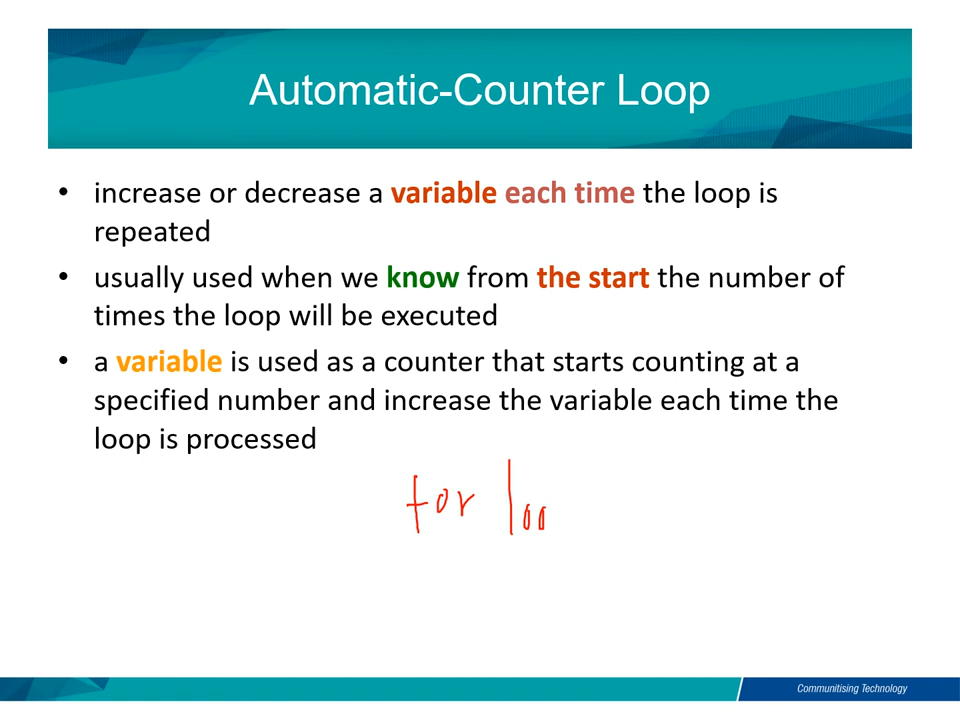 Automatic-Counter Loop
• increase or decrease a variable each time the loop is
repeated
• usually used when we know from the start the number of
times the loop will be executed
• a variable is used as a counter that starts counting at a
specified number and increase the variable each time the
loop is processed
for loo
Communitising Technology